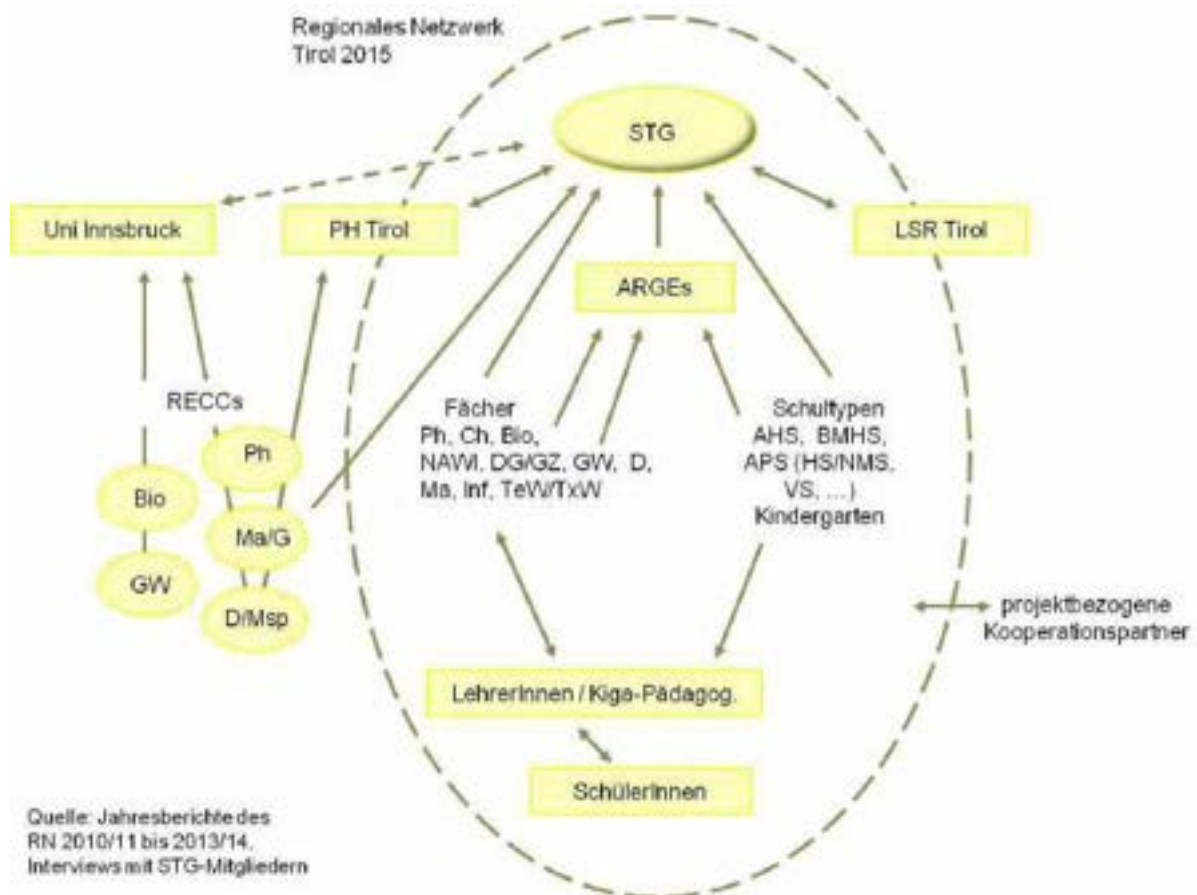 Regionales Netzwerk
Tirol 2015
STG
Uni Innsbruck
PH Tirol
LSR Tirol
ARGEs
RECCs
Ph
Bio
Ma/G
GW
D/Msp
Fächer
Ph, Ch, Bio,
NAWI, DG/GZ, GW, D,
Ma, Inf, TeW/TxW
Schultypen
AHS, BMHS,
APS (HS/NMS,
VS, ...)
Kindergarten
projektbezogene
Kooperationspartner
LehrerInnen / Kiga-Pädagog.
SchülerInnen
Quelle: Jahresberichte des
RN 2010/11 bis 2013/14,
Interviews mit STG-Mitgliedern